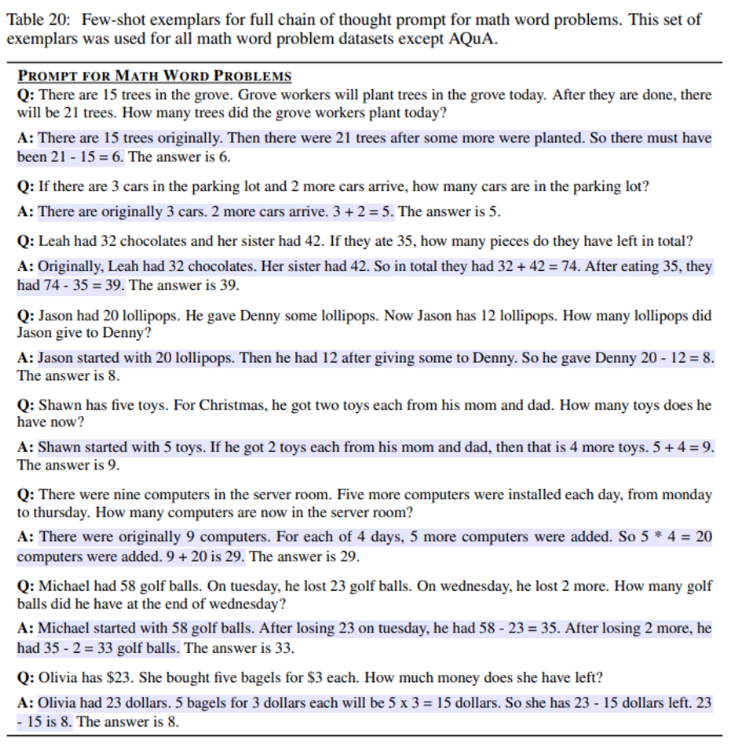 Table 20: Few-shot exemplars for full chain of thought prompt for math word problems. This set of
exemplars was used for all math word problem datasets except AQuA.
PROMPT FOR MATH WORD PROBLEMS
Q: There are 15 trees in the grove. Grove workers will plant trees in the grove today. After they are done, there
will be 21 trees. How many trees did the grove workers plant today?
A: There are 15 trees originally. Then there were 21 trees after some more were planted. So there must have
been 21 - 15 = 6. The answer is 6.
Q: If there are 3 cars in the parking lot and 2 more cars arrive, how many cars are in the parking lot?
A: There are originally 3 cars. 2 more cars arrive. 3 + 2 = 5. The answer is 5.
Q: Leah had 32 chocolates and her sister had 42. If they ate 35, how many pieces do they have left in total?
A: Originally, Leah had 32 chocolates. Her sister had 42. So in total they had 32 + 42 = 74. After eating 35, they
had 74 - 35 = 39. The answer is 39.
Q: Jason had 20 lollipops. He gave Denny some lollipops. Now Jason has 12 lollipops. How many lollipops did
Jason give to Denny?
A: Jason started with 20 lollipops. Then he had 12 after giving some to Denny. So he gave Denny 20 - 12 = 8.
The answer is 8.
Q: Shawn has five toys. For Christmas, he got two toys each from his mom and dad. How many toys does he
have now?
A: Shawn started with 5 toys. If he got 2 toys each from his mom and dad, then that is 4 more toys. 5 + 4 = 9.
The answer is 9.
Q: There were nine computers in the server room. Five more computers were installed each day, from monday
to thursday. How many computers are now in the server room?
A: There were originally 9 computers. For each of 4 days, 5 more computers were added. So 5 * 4 = 20
computers were added. 9 + 20 is 29. The answer is 29.
Q: Michael had 58 golf balls. On tuesday, he lost 23 golf balls. On wednesday, he lost 2 more. How many golf
balls did he have at the end of wednesday?
A: Michael started with 58 golf balls. After losing 23 on tuesday, he had 58 - 23 = 35. After losing 2 more, he
had 35 - 2 = 33 golf balls. The answer is 33.
Q: Olivia has $23. She bought five bagels for $3 each. How much money does she have left?
A: Olivia had 23 dollars. 5 bagels for 3 dollars each will be 5 x 3 = 15 dollars. So she has 23 - 15 dollars left. 23
- 15 is 8. The answer is 8.